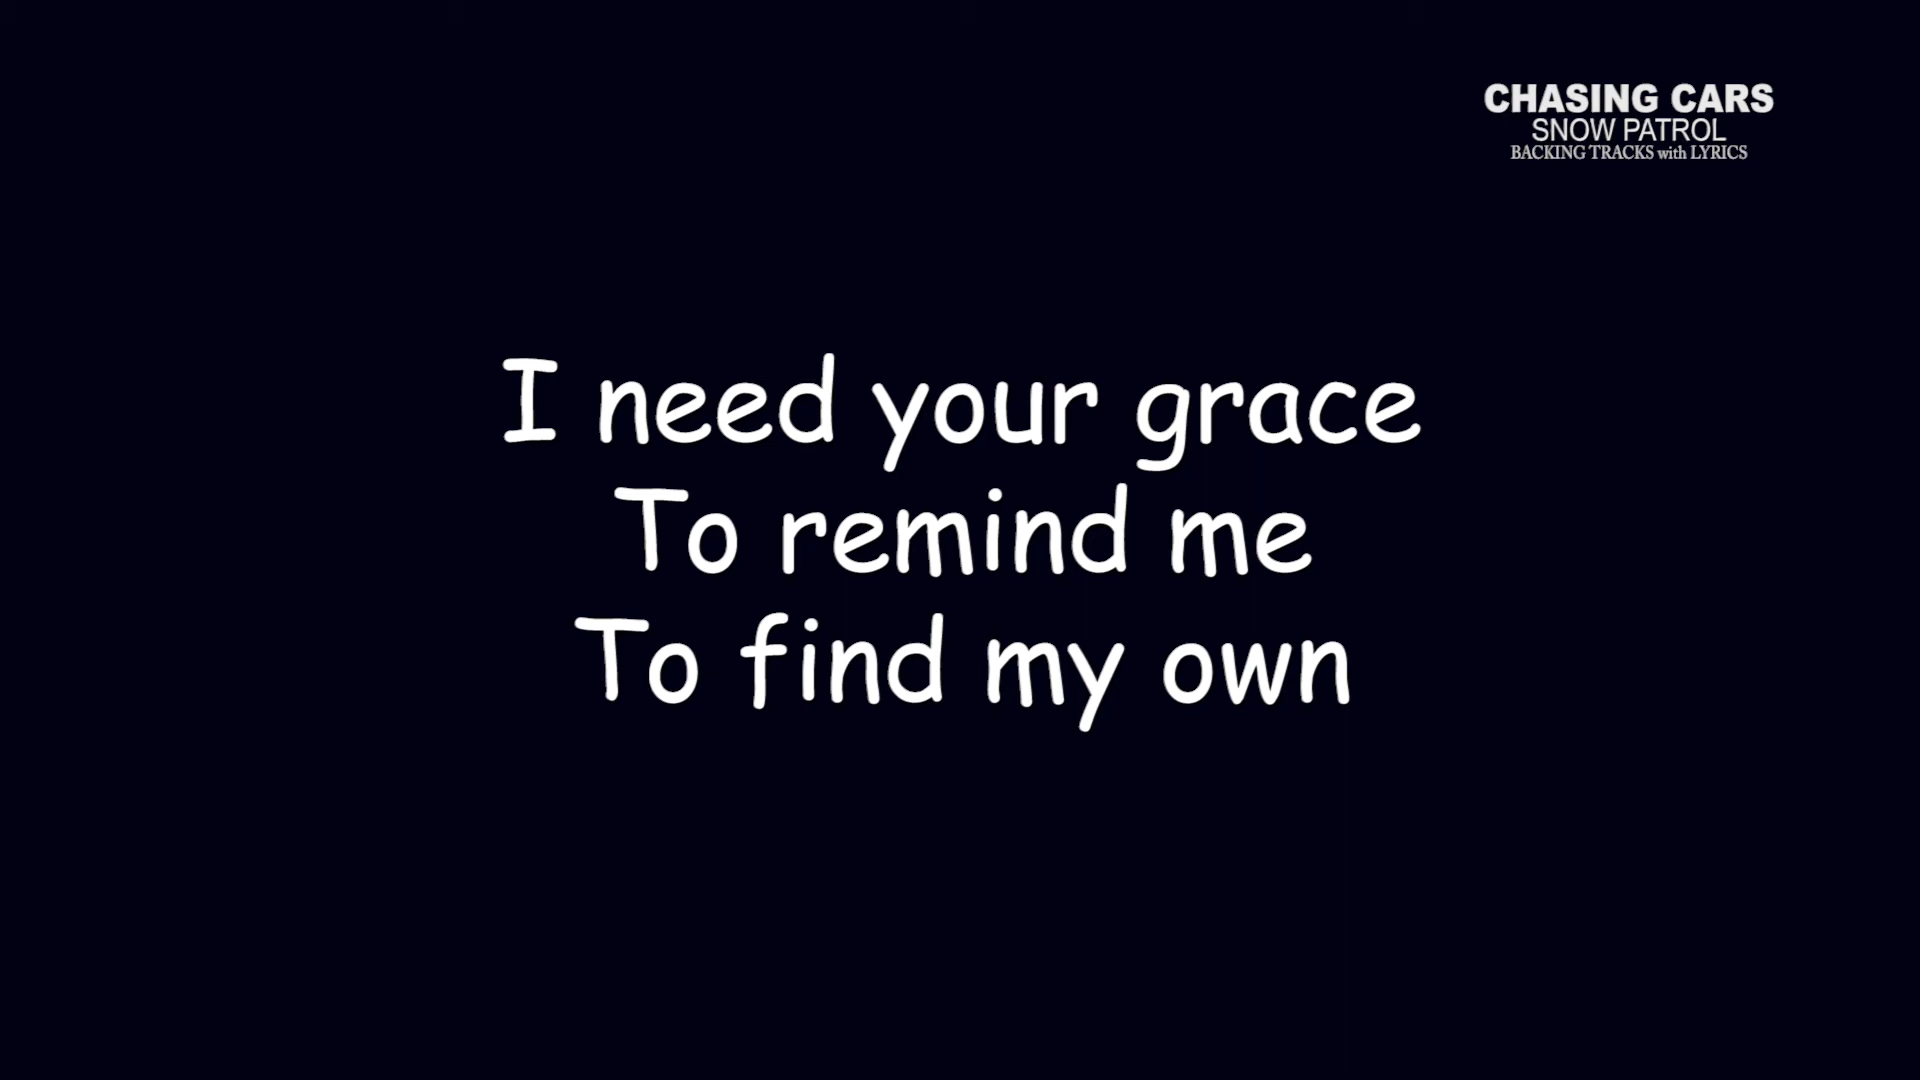 CHASING CARS
SNOW PATROL
BACKING TRACKS with LYRICS
I need your grace
To remind me
To find my own